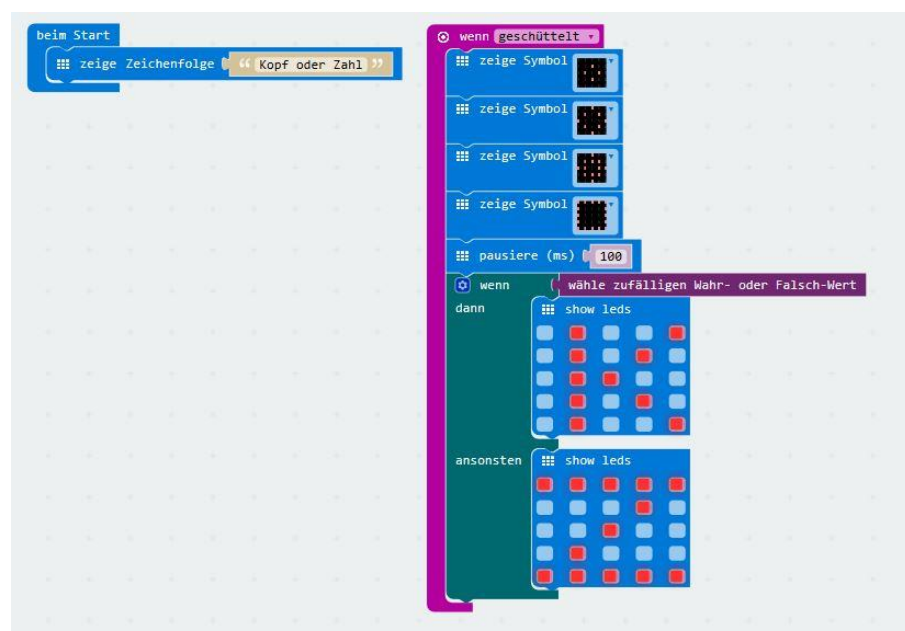 beim Start
zeige Zeichenfolge “ Kopf oder Zahl ”
wenn geschüttelt
zeige Symbol
zeige Symbol
zeige Symbol
zeige Symbol
pausiere (ms) 100
wenn wähle zufälligen Wahr- oder Falsch-Wert
dann show leds
ansonsten show leds